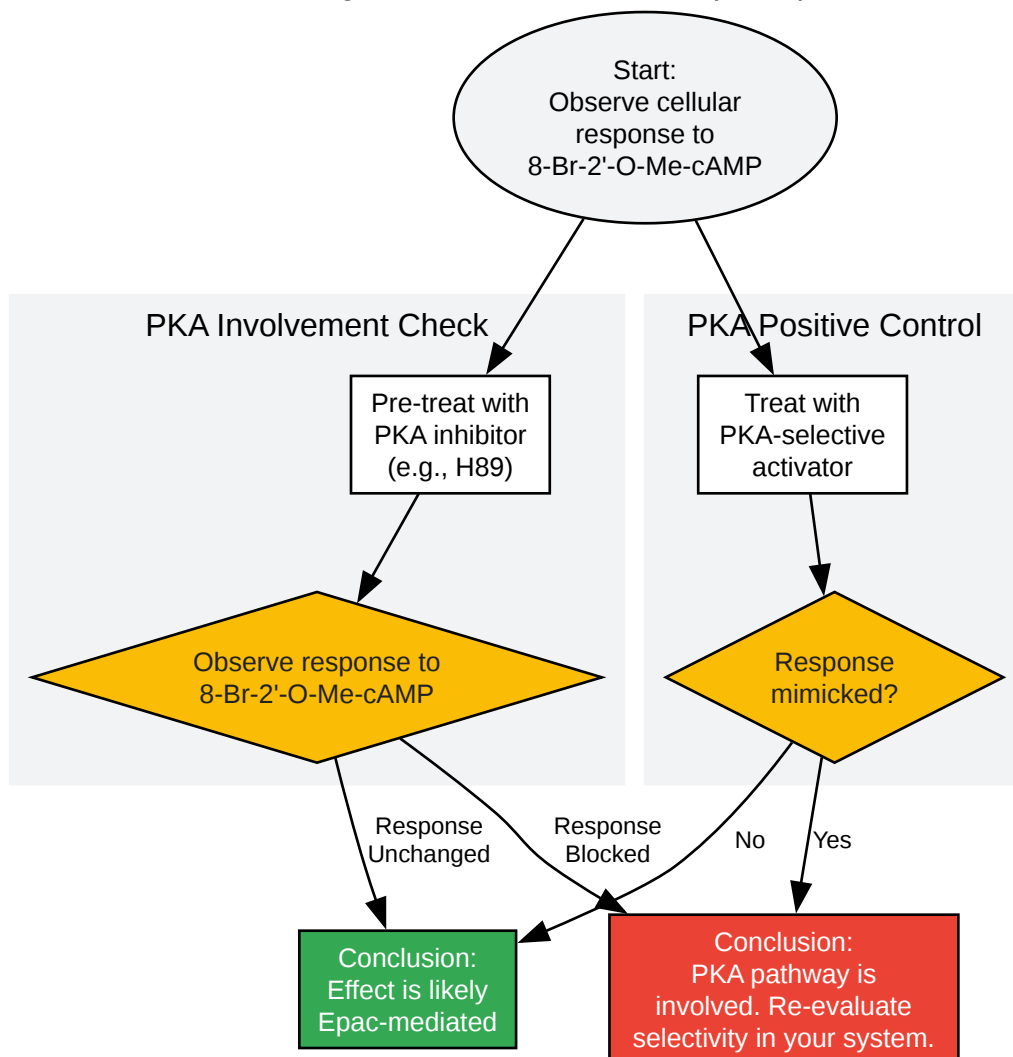 Start:
Observe cellular
response to
8-Br-2'-O-Me-cAMP
PKA Involvement Check
PKA Positive Control
Pre-treat with
PKA inhibitor
(e.g., H89)
Treat with
PKA-selective
activator
Observe response to
8-Br-2'-O-Me-cAMP
Response
mimicked?
Response
Unchanged
Response
Blocked
No
Yes
Conclusion:
Effect is likely
Epac-mediated
Conclusion:
PKA pathway is
involved. Re-evaluate
selectivity in your system.